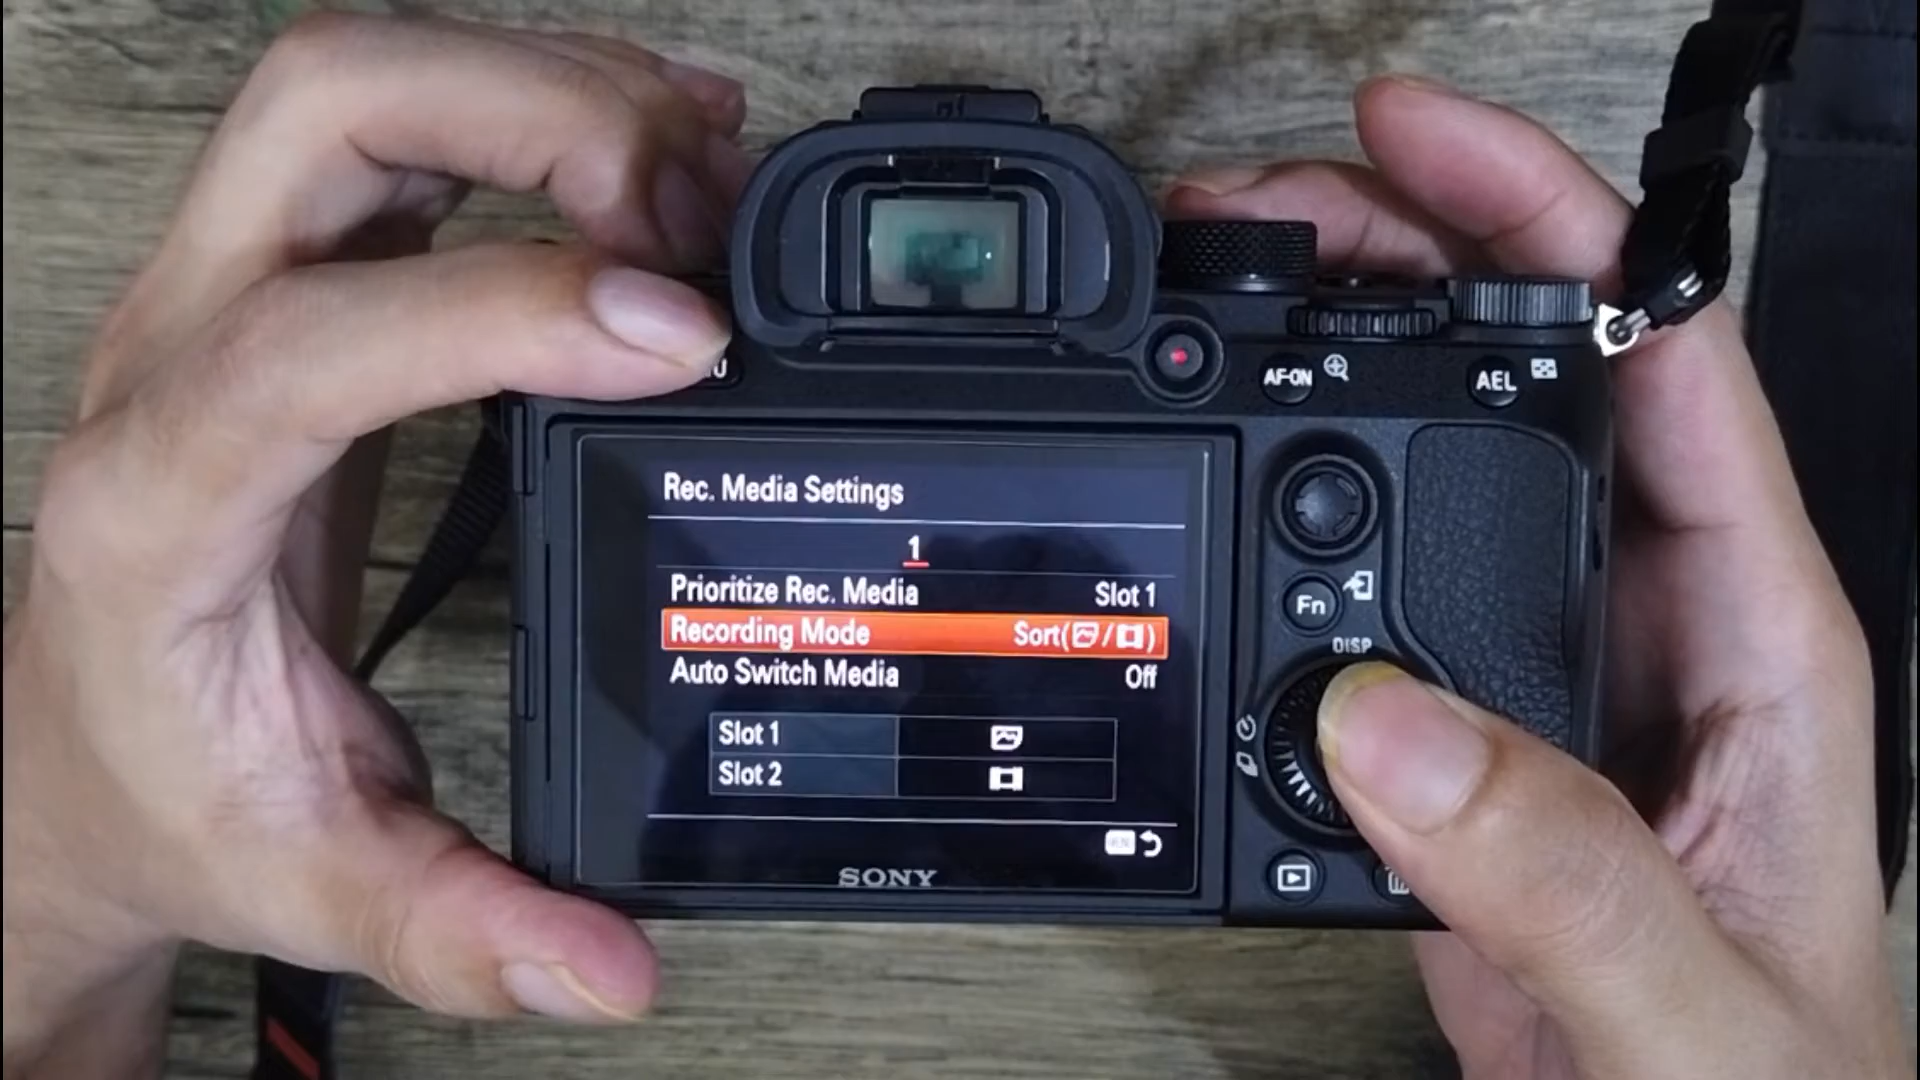 AF-ON
AEL
Rec. Media Settings
1
Prioritize Rec. Media Slot 1
Recording Mode Sort( / )
Auto Switch Media Off
Slot 1
Slot 2
SONY
Fn
DISP